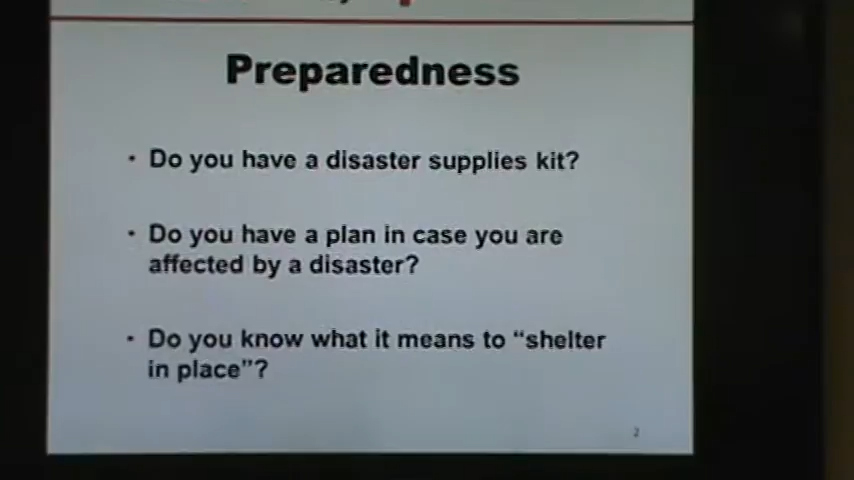 Preparedness
• Do you have a disaster supplies kit?
• Do you have a plan in case you are
affected by a disaster?
• Do you know what it means to “shelter
in place”?
2